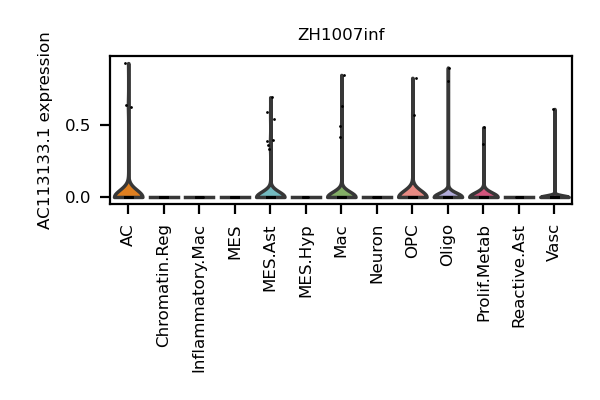 ZH1007inf
AC113133.1 expression
0.5
0.0
AC
Chromatin.Reg
Inflammatory.Mac
MES
MES.Ast
MES.Hyp
Mac
Neuron
OPC
Oligo
Prolif.Metab
Reactive.Ast
Vasc